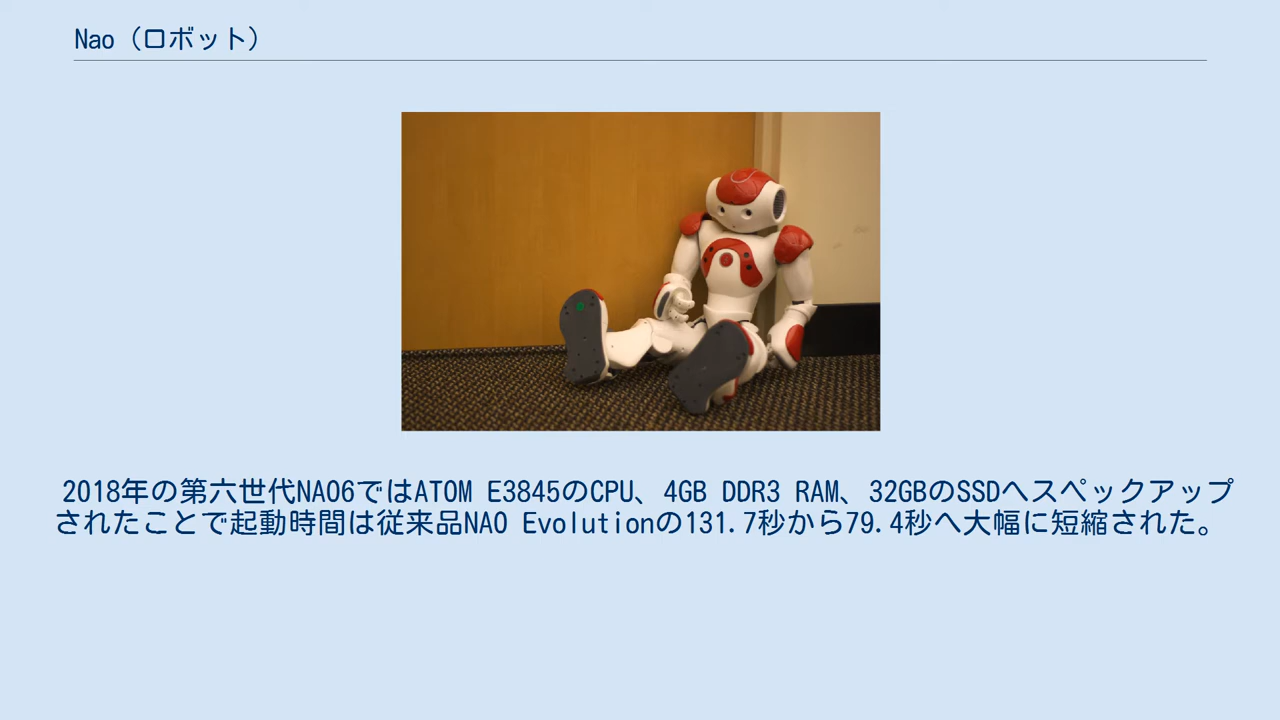 Nao（ロボット）
2018年の第六世代NAO6ではATOM E3845のCPU、4GB DDR3 RAM、32GBのSSDへスペックアップ
されたことで起動時間は従来品NAO Evolutionの131.7秒から79.4秒へ大幅に短縮された。